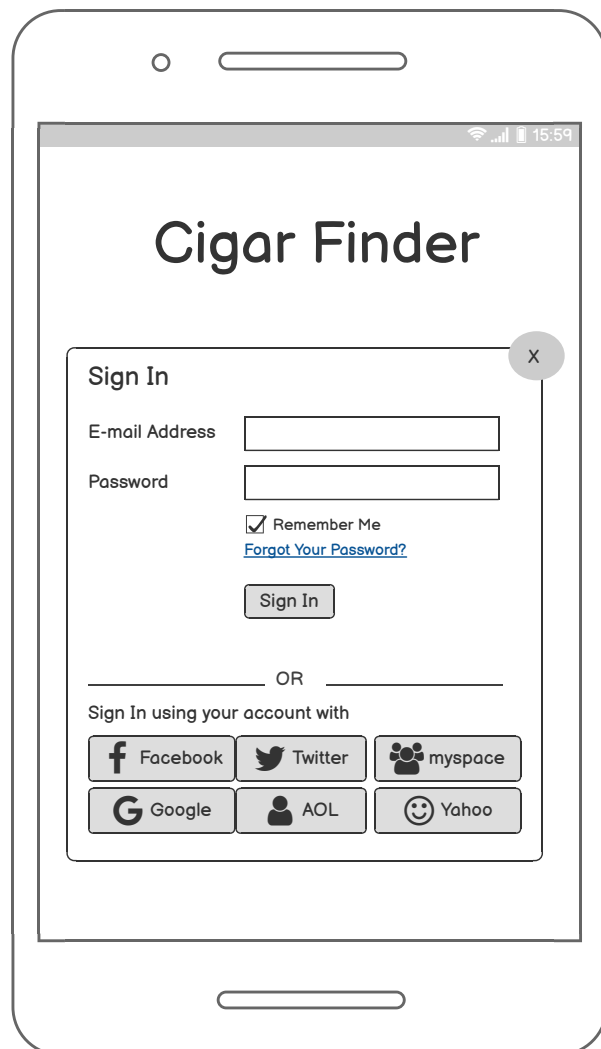 15:59
Cigar Finder
X
Sign In
E-mail Address
Password
Remember Me
Forgot Your Password?
Sign In
OR
Sign In using your account with
Facebook Twitter myspace
Google AOL Yahoo